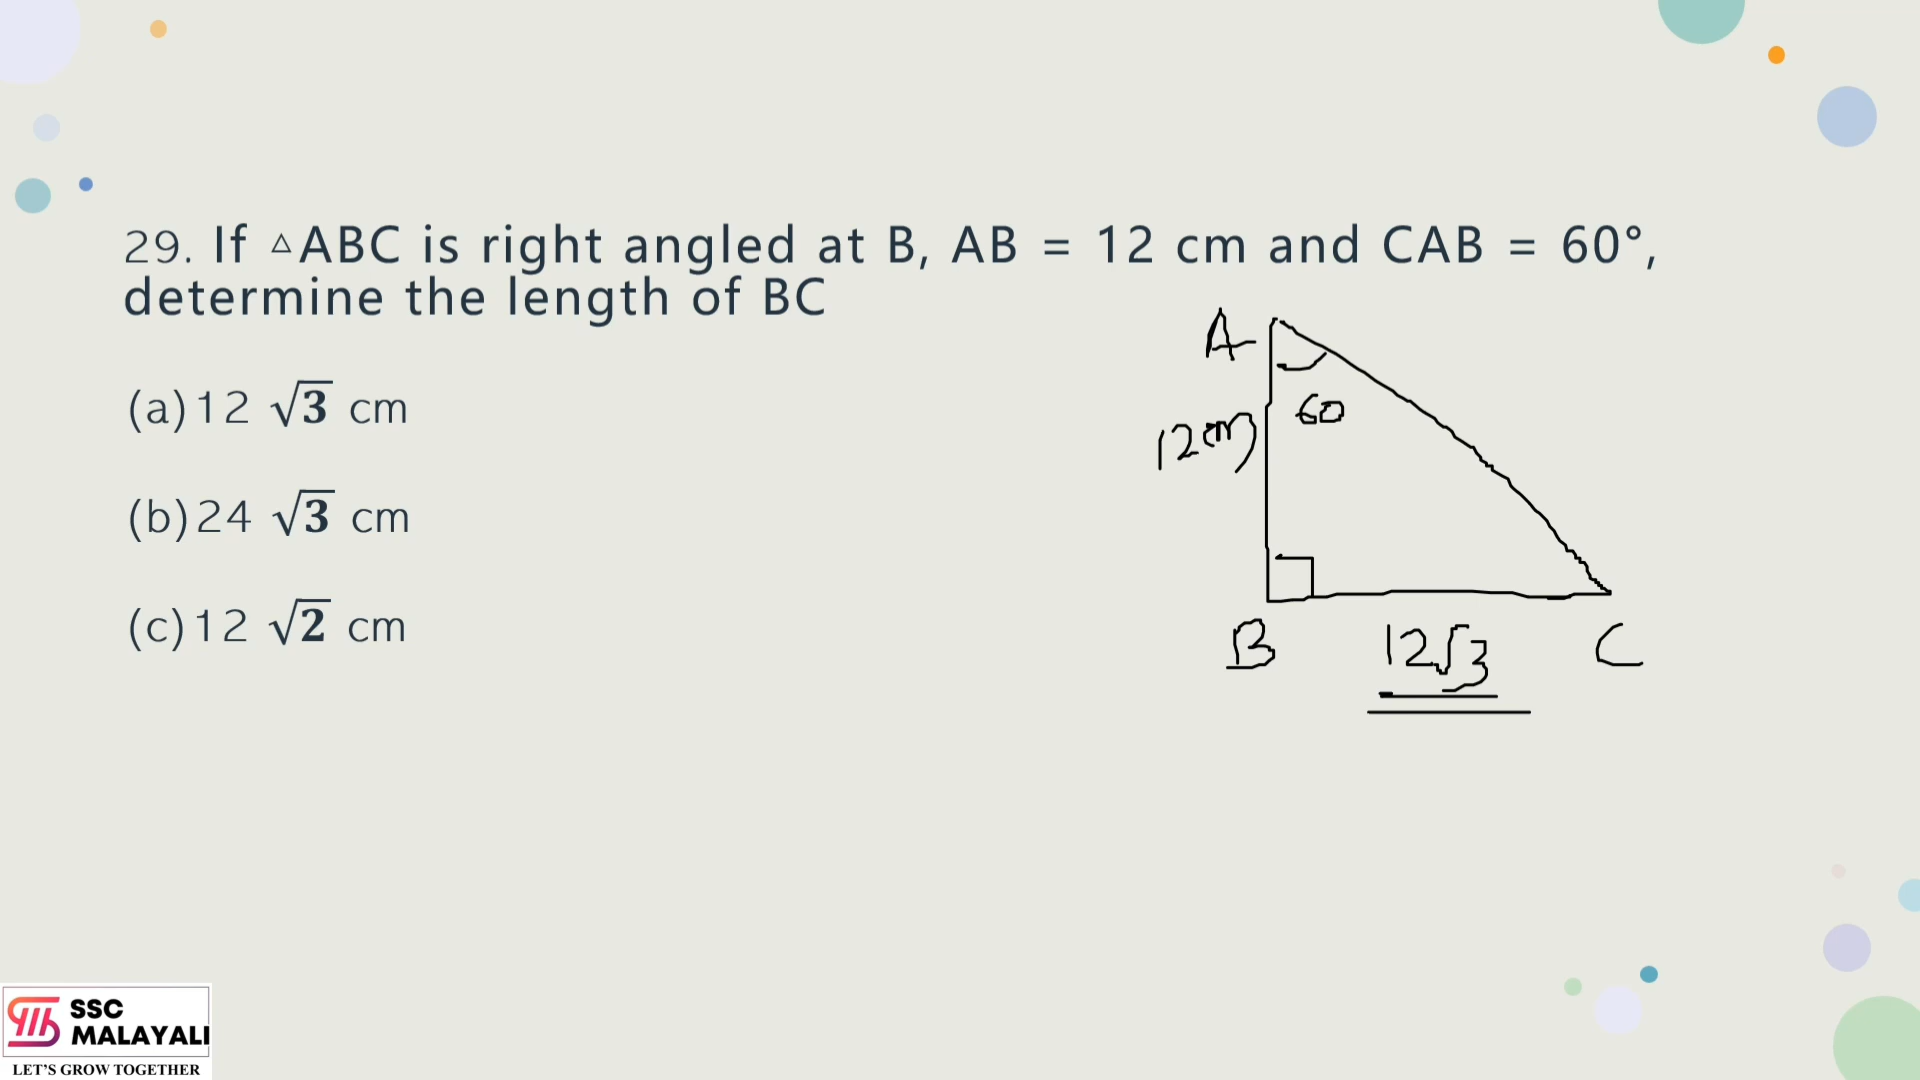 29. If △ABC is right angled at B, AB = 12 cm and CAB = 60°,
determine the length of BC
A
(a)12 √3 cm
60
12cm
(b)24 √3 cm
(c)12 √2 cm
B
12√3
C
SSC
MALAYALI
LET'S GROW TOGETHER